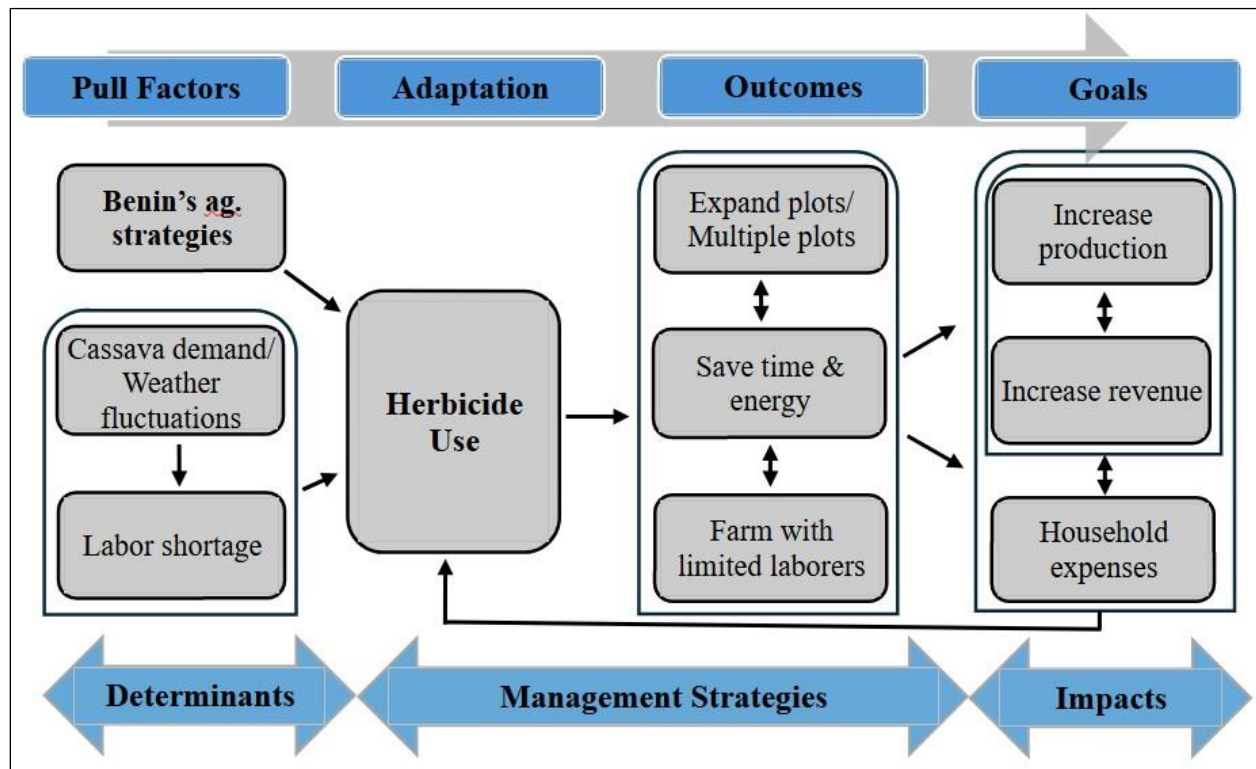 Pull Factors
Adaptation
Outcomes
Goals
Benin’s ag.
strategies
Cassava demand/
Weather
fluctuations
Labor shortage
Herbicide
Use
Expand plots/
Multiple plots
Save time &
energy
Farm with
limited laborers
Increase
production
Increase revenue
Household
expenses
Determinants
Management Strategies
Impacts